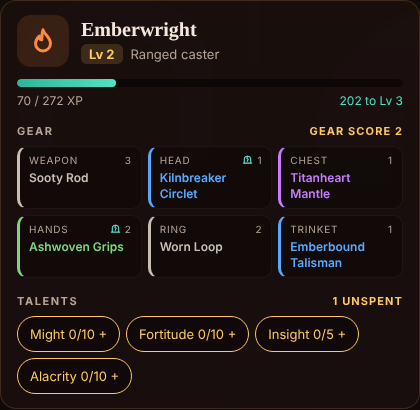 Emberwright
Lv 2 Ranged caster
70 / 272 XP 202 to Lv 3
GEAR GEAR SCORE 2
WEAPON 3 HEAD 1 CHEST 1
Sooty Rod Kilnbreaker Titanheart
Circlet Mantle
HANDS 2 RING 2 TRINKET 1
Ashwoven Grips Worn Loop Emberbound
Talisman
TALENTS 1 UNSPENT
Might 0/10 + Fortitude 0/10 + Insight 0/5 +
Alacrity 0/10 +